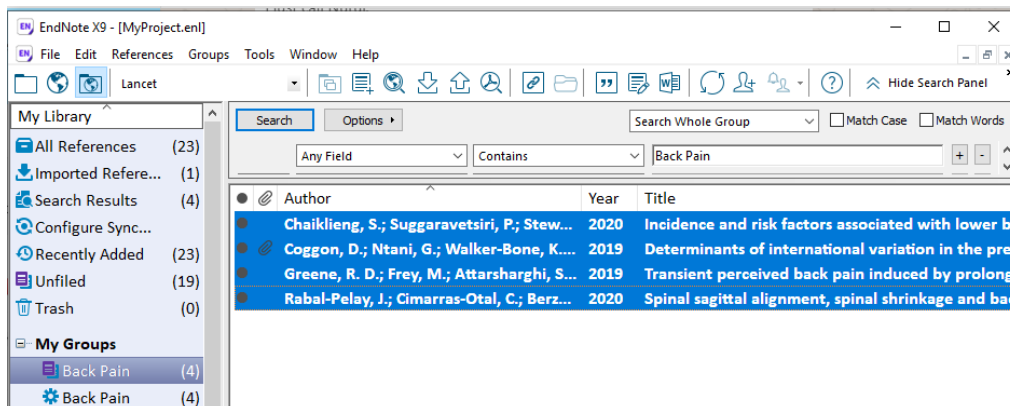 EndNote X9 - [MyProject.enl]
File Edit References Groups Tools Window Help
Lancet
Hide Search Panel
My Library
All References (23)
Imported Refere... (1)
Search Results (4)
Configure Sync...
Recently Added (23)
Unfiled (19)
Trash (0)
My Groups
Back Pain (4)
Back Pain (4)
Search Options Search Whole Group Match Case Match Words
Any Field Contains Back Pain + -
Author Year Title
Chaiklieng, S.; Suggaravetsiri, P.; Stew... 2020 Incidence and risk factors associated with lower b
Coggon, D.; Ntani, G.; Walker-Bone, K.... 2019 Determinants of international variation in the pre
Greene, R. D.; Frey, M.; Attarsharghi, S... 2019 Transient perceived back pain induced by prolong
Rabal-Pelay, J.; Cimarras-Otal, C.; Berz... 2020 Spinal sagittal alignment, spinal shrinkage and ba